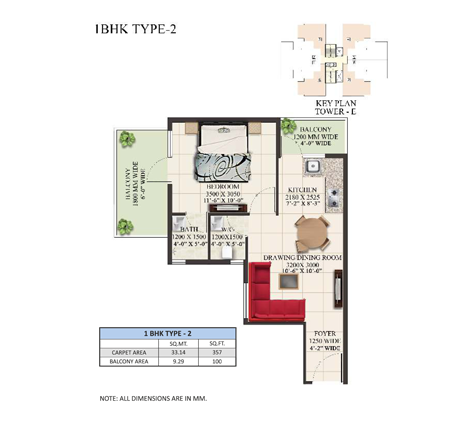 1BHK TYPE-2
KEY PLAN
TOWER - E
BALCONY
1200 MM WIDE
4'-0" WIDE
BALCONY
1800 MM WIDE
6'-0" WIDE
BEDROOM
3500 X 3050
11'-6" X 10'-0"
KITCHEN
2180 X 2525
7'-2" X 8'-3"
BATH
1200 X 1500
4'-0" X 5'-0"
W.C.
1200X1500
4'-0" X 5'-0"
DRAWING DINING ROOM
3200X 3000
10'-6" X 10'-0"
FOYER
1250 WIDE
4'-2" WIDE
1 BHK TYPE - 2
SQ.MT. SQ.FT.
CARPET AREA 33.14 357
BALCONY AREA 9.29 100
NOTE: ALL DIMENSIONS ARE IN MM.